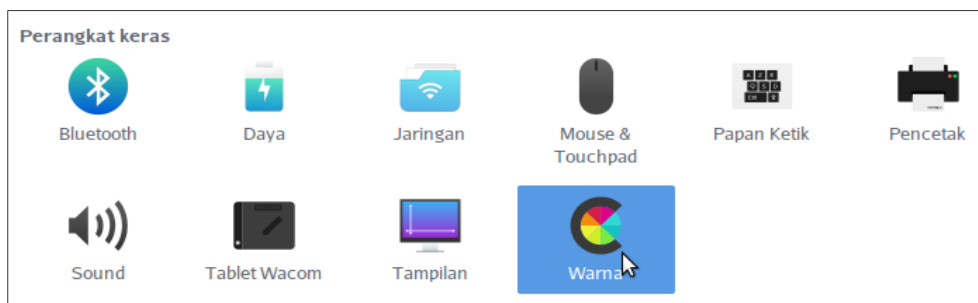 Perangkat keras
Bluetooth
Daya
Jaringan
Mouse &
Touchpad
Papan Ketik
Pencetak
Sound
Tablet Wacom
Tampilan
Warna